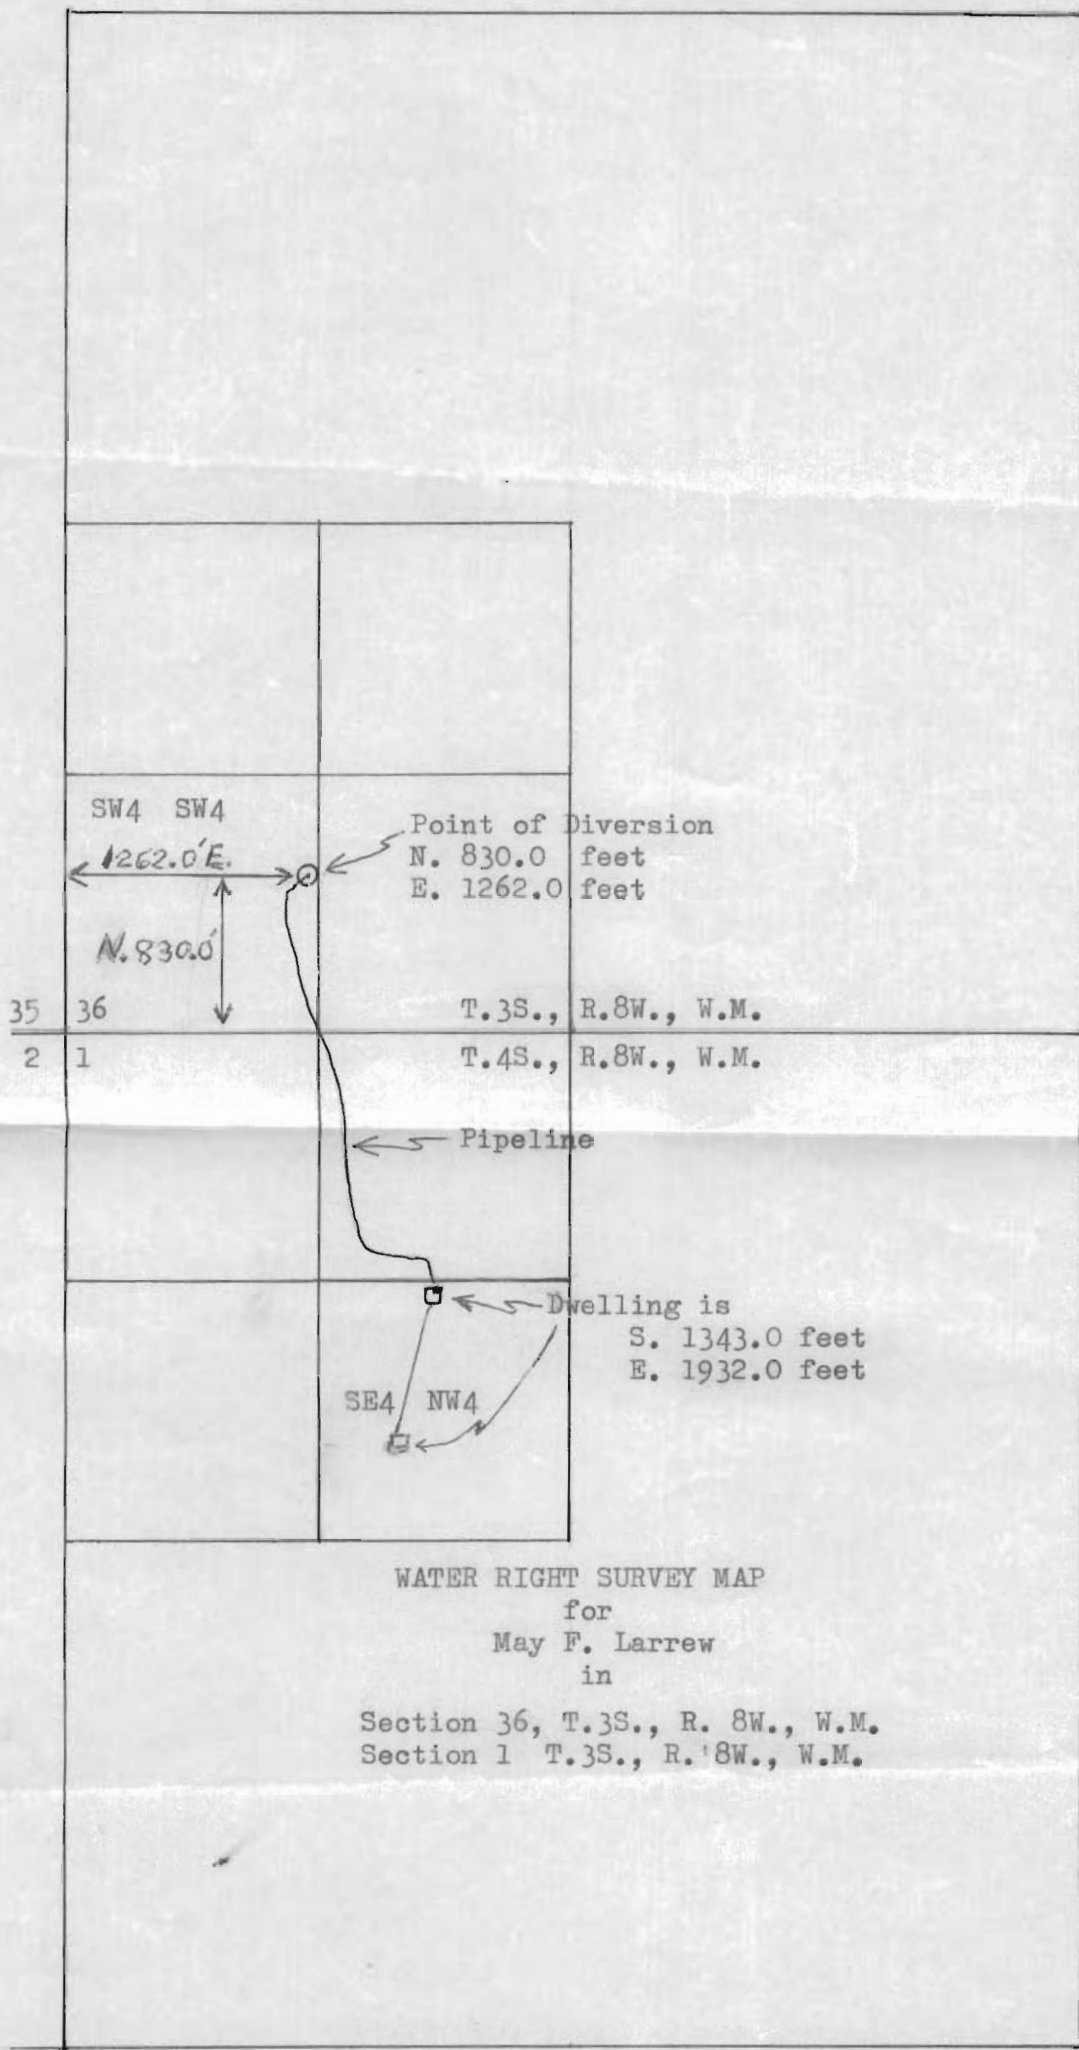 SW4 SW4
1262.0'E.
Point of Diversion
N. 830.0 feet
E. 1262.0 feet
N. 830.0'
35 36
T.3S., R.8W., W.M.
2 1
T.4S., R.8W., W.M.
Pipeline
Dwelling is
S. 1343.0 feet
E. 1932.0 feet
SE4 NW4
WATER RIGHT SURVEY MAP
for
May F. Larrew
in
Section 36, T.3S., R. 8W., W.M.
Section 1 T.3S., R. 8W., W.M.